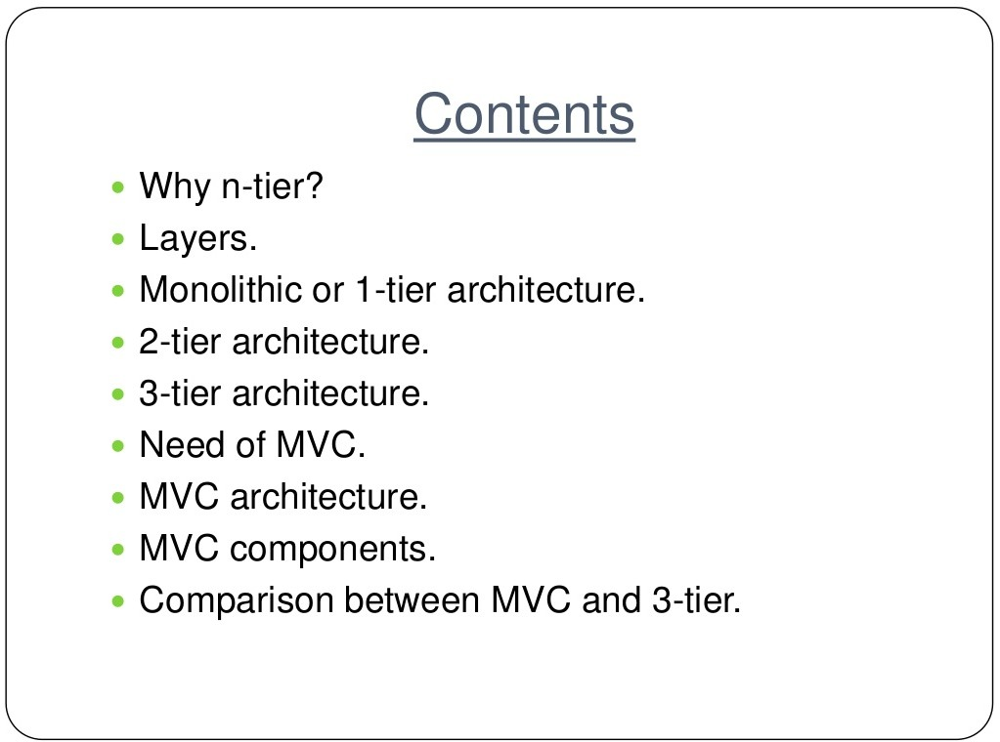 Contents
Why n-tier?
Layers.
Monolithic or 1-tier architecture.
2-tier architecture.
3-tier architecture.
Need of MVC.
MVC architecture.
MVC components.
Comparison between MVC and 3-tier.